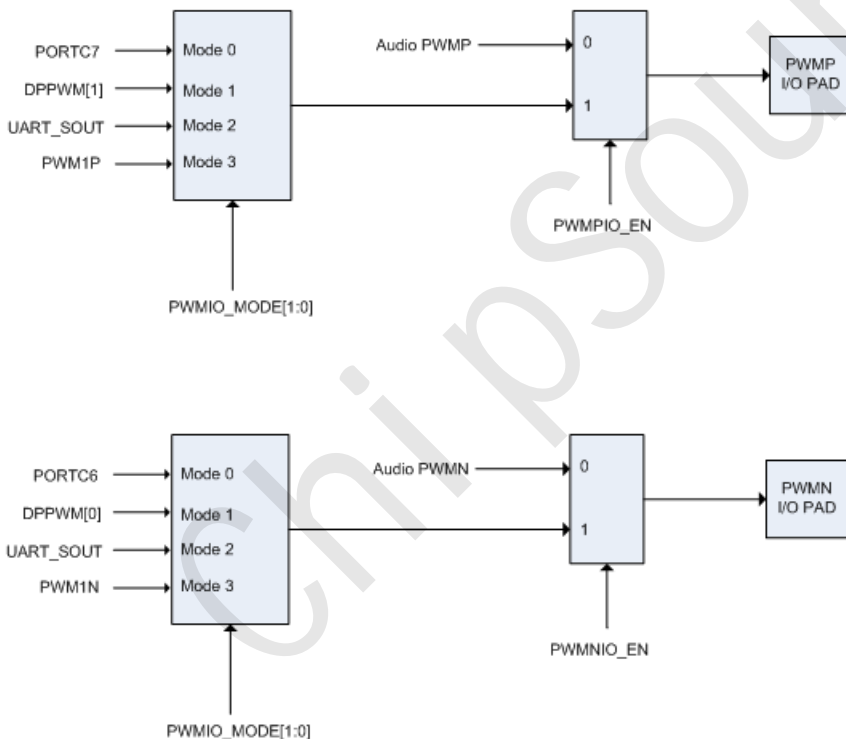 PORTC7
DPPWM[1]
UART_SOUT
PWM1P
Mode 0
Mode 1
Mode 2
Mode 3
PWMIO_MODE[1:0]
Audio PWMP
0
1
PWMPIO_EN
PWMP
I/O PAD
PORTC6
DPPWM[0]
UART_SOUT
PWM1N
Mode 0
Mode 1
Mode 2
Mode 3
PWMIO_MODE[1:0]
Audio PWMN
0
1
PWMNIO_EN
PWMN
I/O PAD
Chi pSour